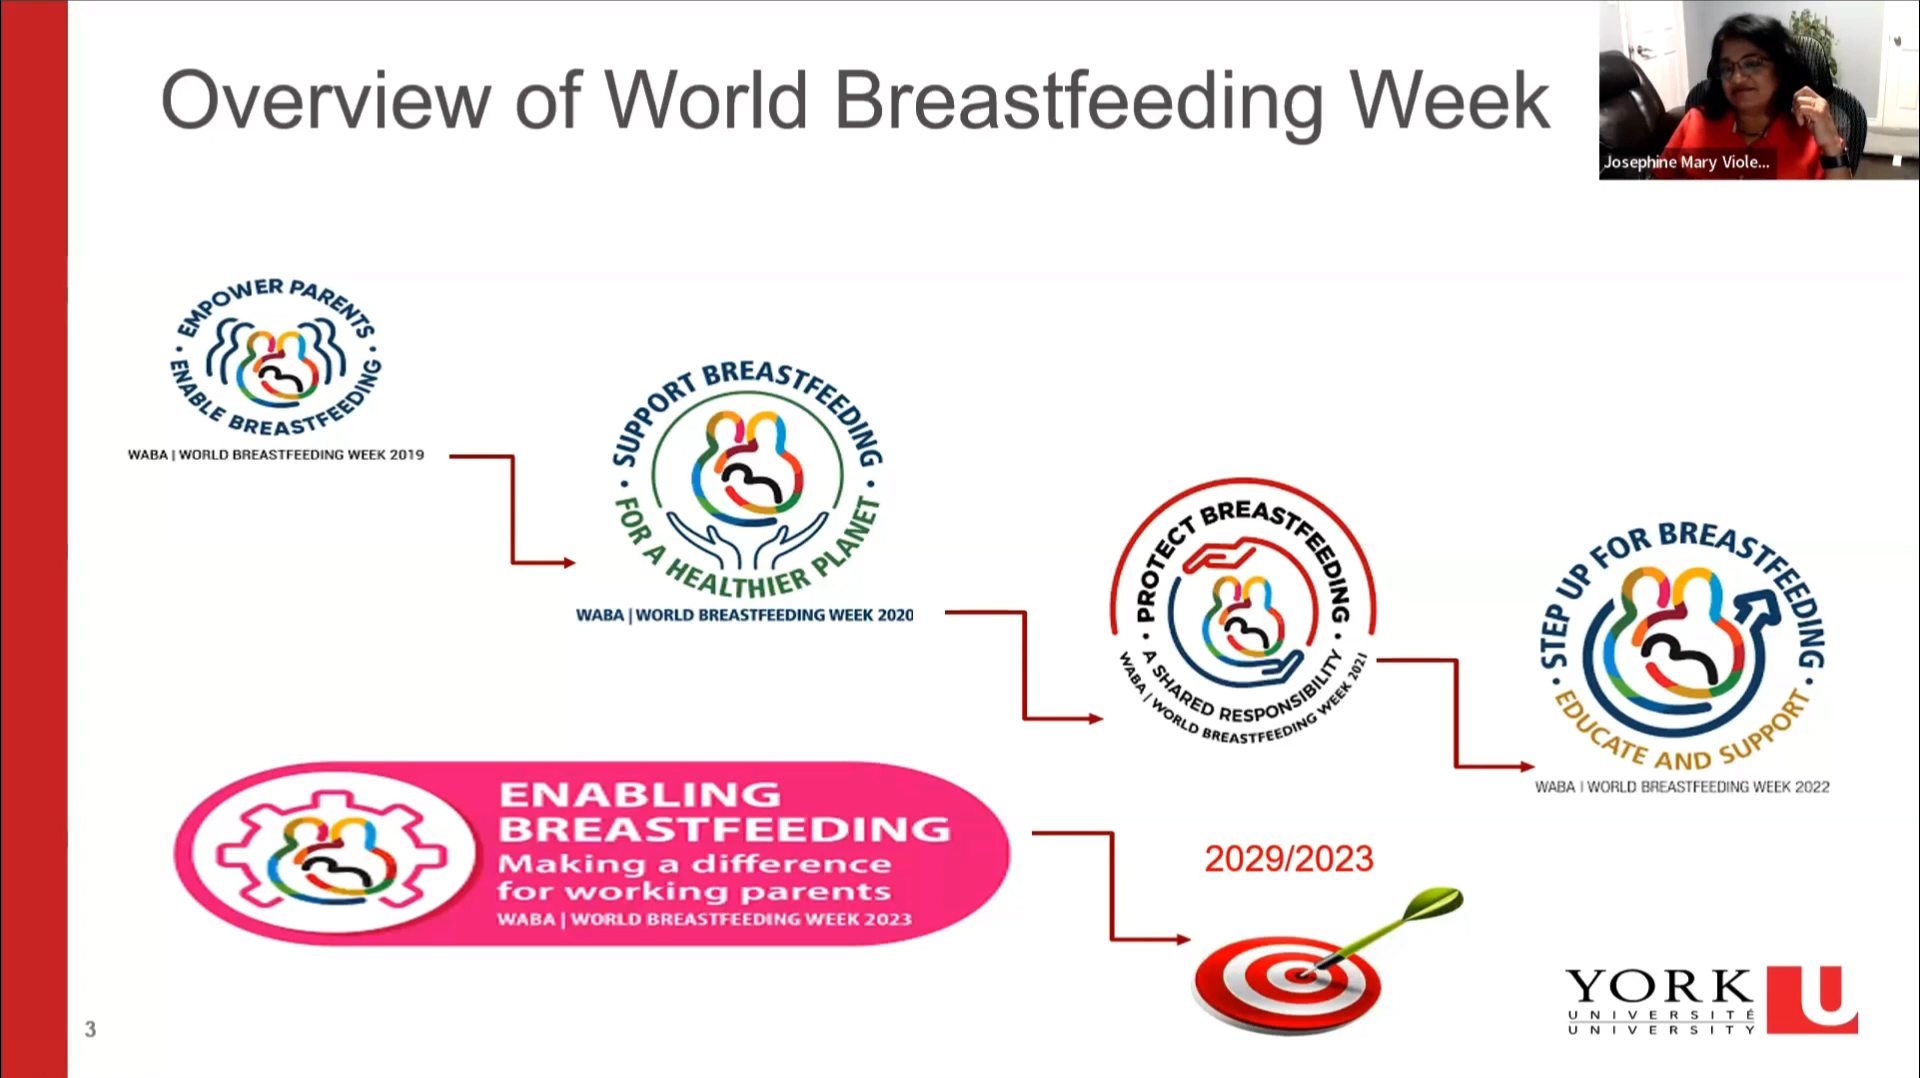 Overview of World Breastfeeding Week
Josephine Mary Viole...
EMPOWER PARENTS
ENABLE BREASTFEEDING
WABA | WORLD BREASTFEEDING WEEK 2019
SUPPORT BREASTFEEDING
FOR A HEALTHIER PLANET
WABA | WORLD BREASTFEEDING WEEK 2020
PROTECT BREASTFEEDING
A SHARED RESPONSIBILITY
WABA | WORLD BREASTFEEDING WEEK 2021
STEP UP FOR BREASTFEEDING
EDUCATE AND SUPPORT
WABA | WORLD BREASTFEEDING WEEK 2022
ENABLING
BREASTFEEDING
Making a difference
for working parents
WABA | WORLD BREASTFEEDING WEEK 2023
2029/2023
YORK U
UNIVERSITÉ
UNIVERSITY
3